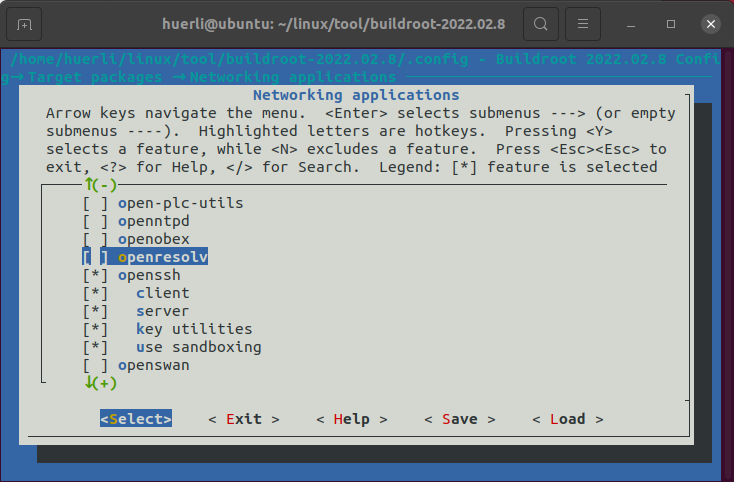 huerli@ubuntu: ~/linux/tool/buildroot-2022.02.8
/home/huerli/linux/tool/buildroot-2022.02.8/.config - Buildroot 2022.02.8 Confi
g→ Target packages → Networking applications
Networking applications
Arrow keys navigate the menu.  <Enter> selects submenus ---> (or empty
submenus ----).  Highlighted letters are hotkeys.  Pressing <Y>
selects a feature, while <N> excludes a feature.  Press <Esc><Esc> to
exit, <?> for Help, </> for Search.  Legend: [*] feature is selected
↑(-)
[ ] open-plc-utils
[ ] openntpd
[ ] openobex
[ ] openresolv
[*] openssh
[*]   client
[*]   server
[*]   key utilities
[*]   use sandboxing
[ ] openswan
↓(+)
<Select>    < Exit >    < Help >    < Save >    < Load >